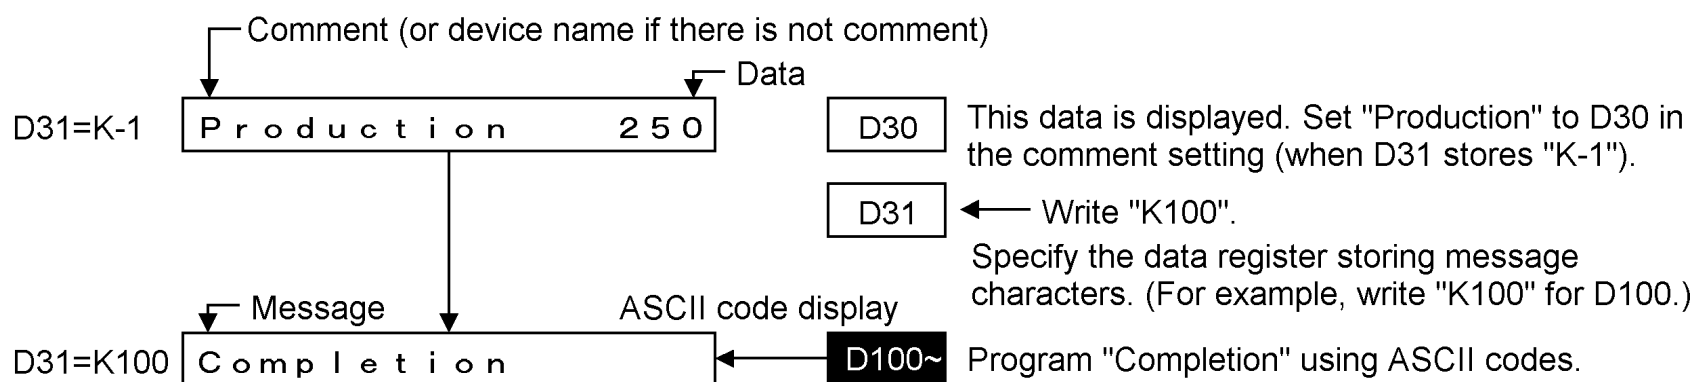 Comment (or device name if there is not comment)
Data
D31=K-1 Production 250 D30 This data is displayed. Set "Production" to D30 in
the comment setting (when D31 stores "K-1").
D31 Write "K100".
Specify the data register storing message
characters. (For example, write "K100" for D100.)
Message ASCII code display
D31=K100 Completion D100~ Program "Completion" using ASCII codes.